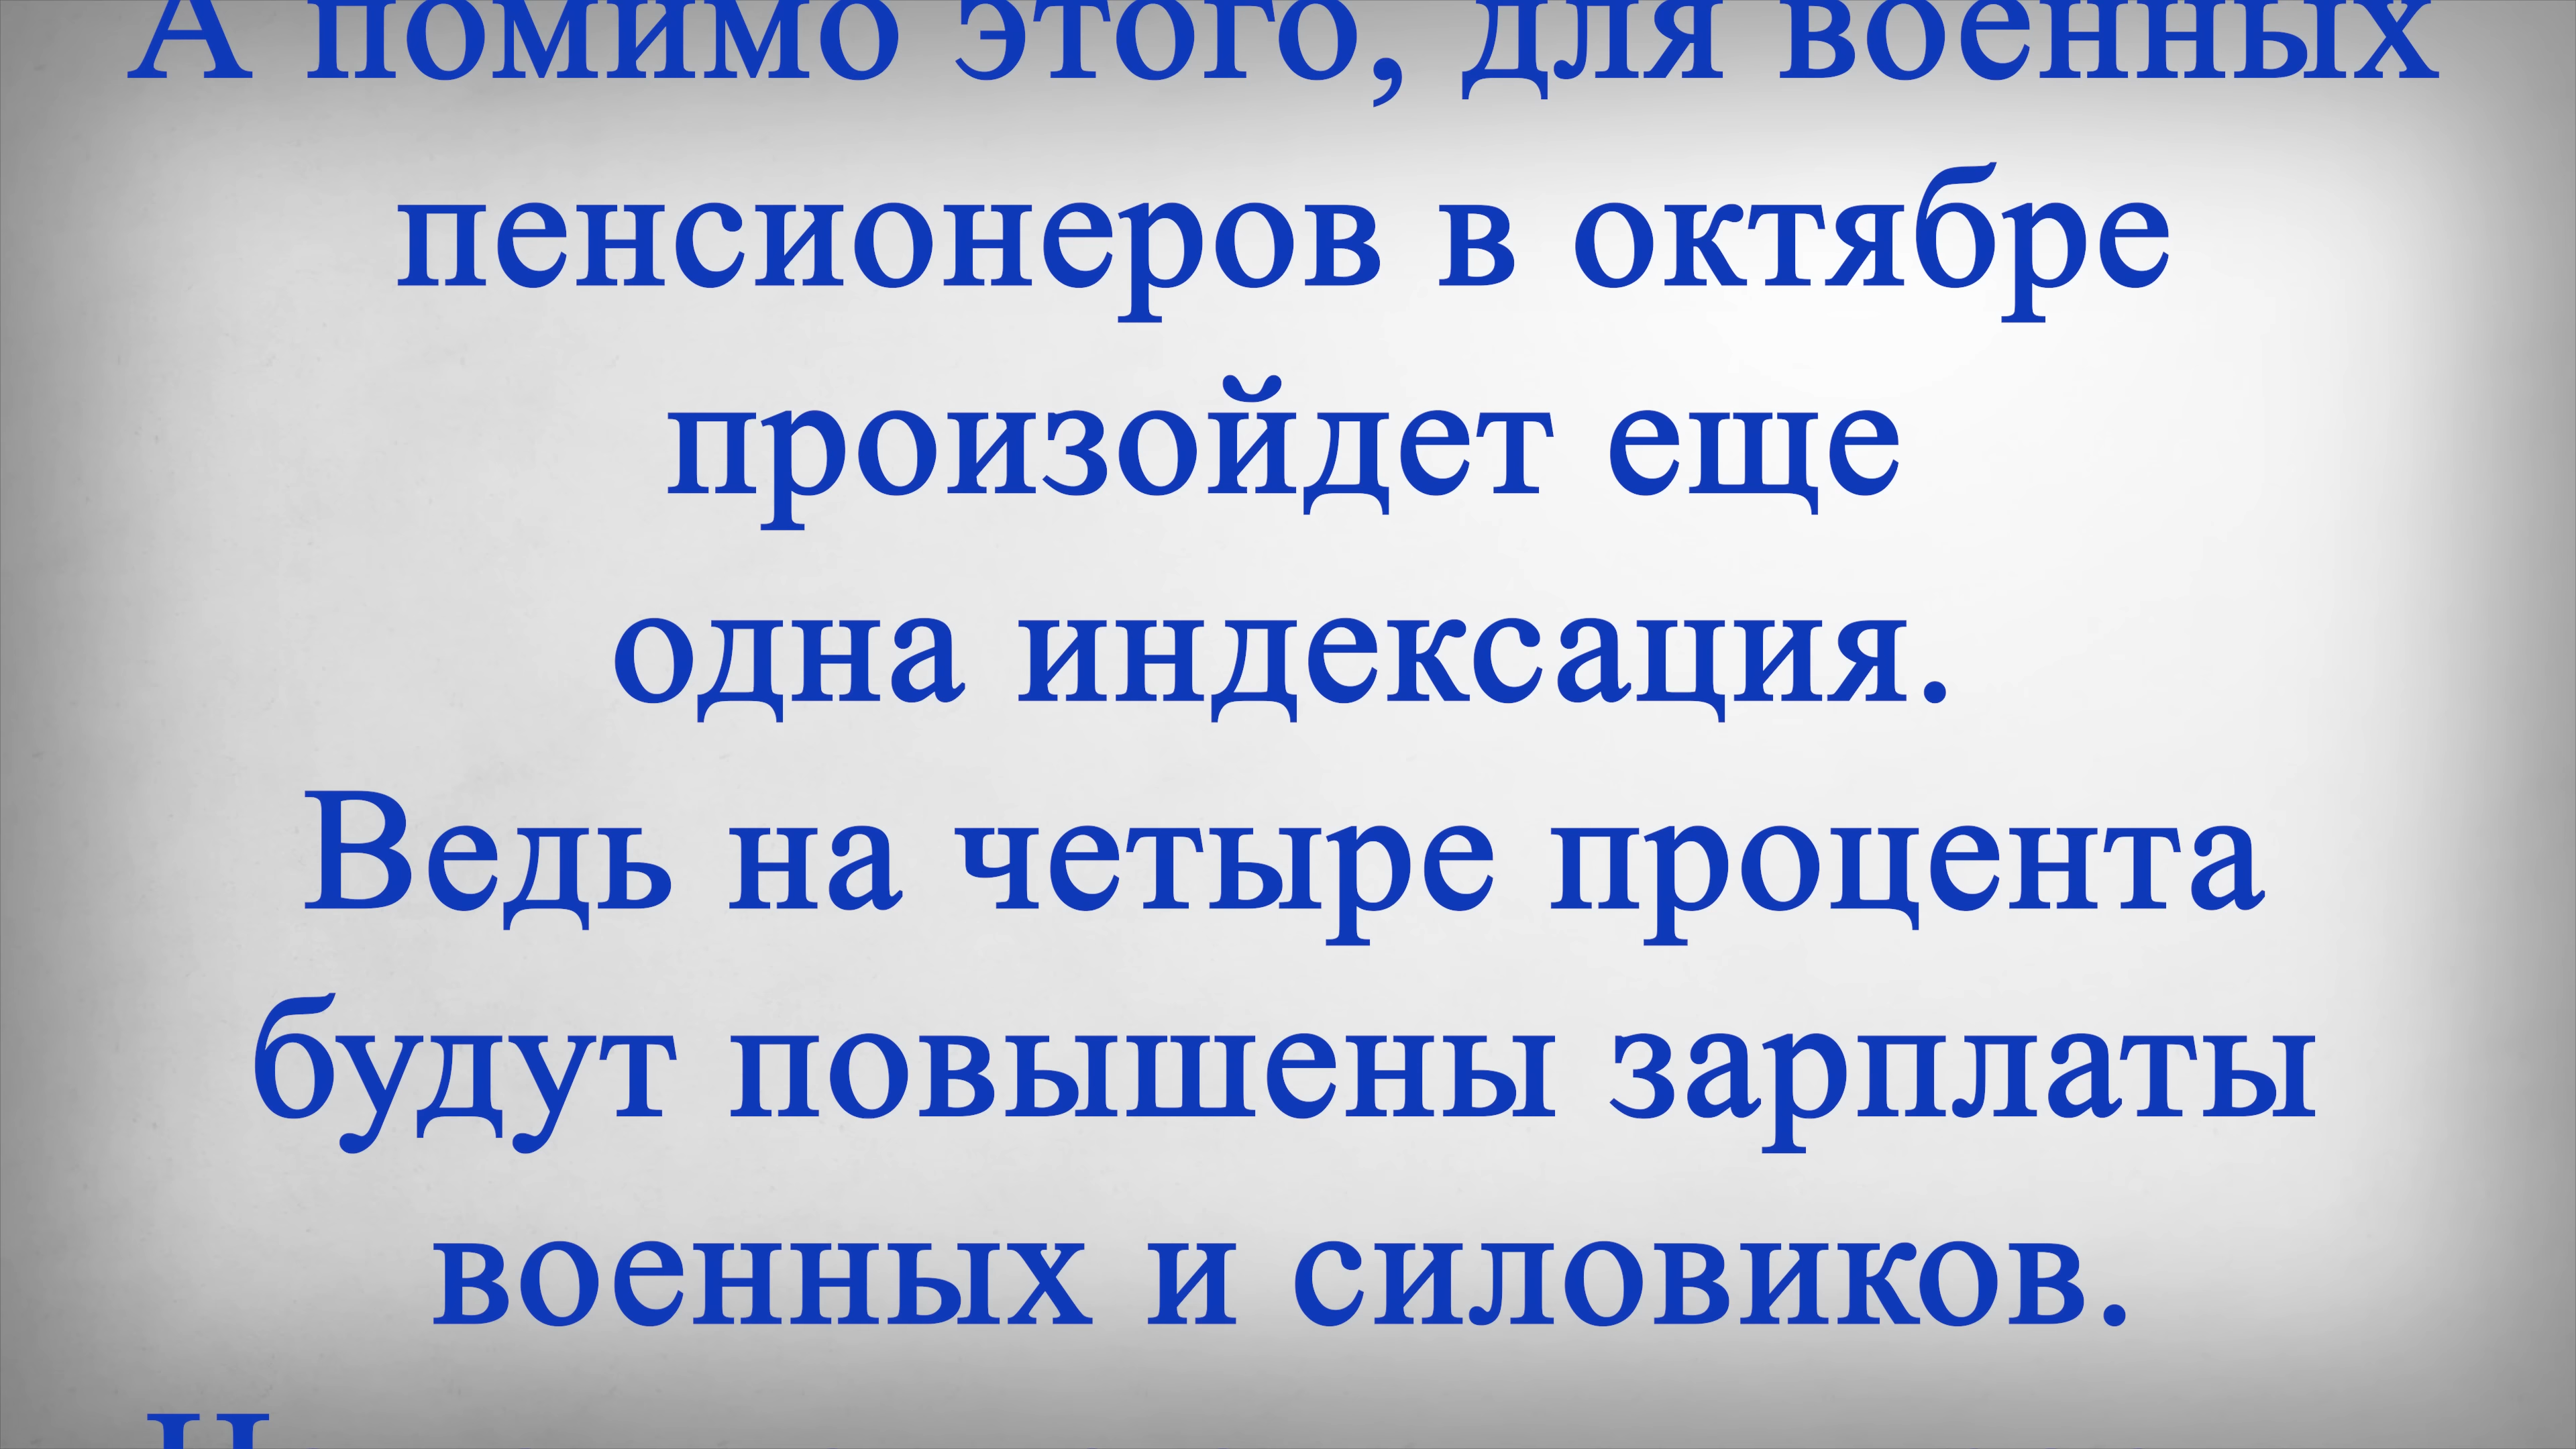 А помимо этого, для военных
пенсионеров в октябре
произойдет еще
одна индексация.
Ведь на четыре процента
будут повышены зарплаты
военных и силовиков.